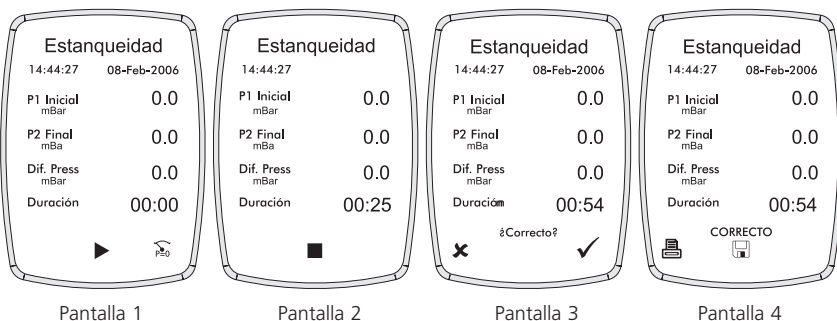 Estanqueidad
14:44:27 08-Feb-2006
P1 Inicial 0.0
mBar
P2 Final 0.0
mBa
Dif. Press 0.0
mBar
Duración 00:00
P=0
Pantalla 1
Estanqueidad
14:44:27
P1 Inicial 0.0
mBar
P2 Final 0.0
mBa
Dif. Press 0.0
mBar
Duración 00:25
Pantalla 2
Estanqueidad
14:44:27 08-Feb-2006
P1 Inicial 0.0
mBar
P2 Final 0.0
mBa
Dif. Press 0.0
mBar
Duración 00:54
¿Correcto?
Pantalla 3
Estanqueidad
14:44:27 08-Feb-2006
P1 Inicial 0.0
mBar
P2 Final 0.0
mBa
Dif. Press 0.0
mBar
Duración 00:54
CORRECTO
Pantalla 4